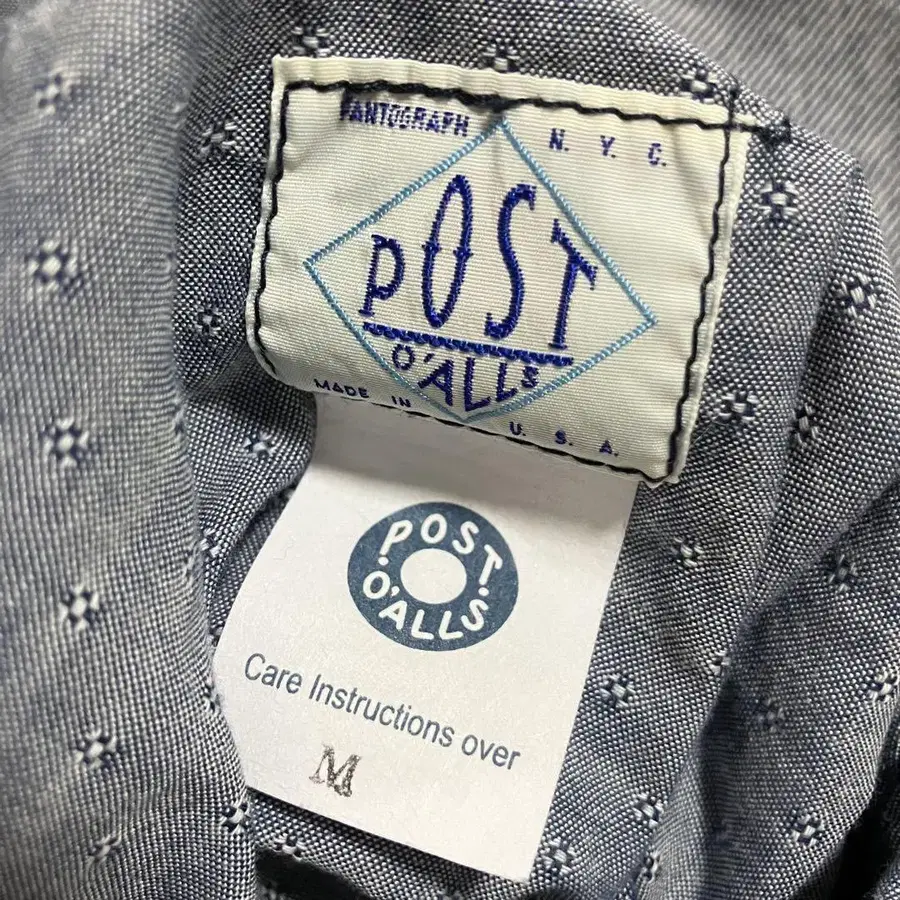 PANTOGRAPH N. Y. C.
POST
O'ALLS
MADE IN U. S. A.
POST
O'ALLS
Care Instructions over
M